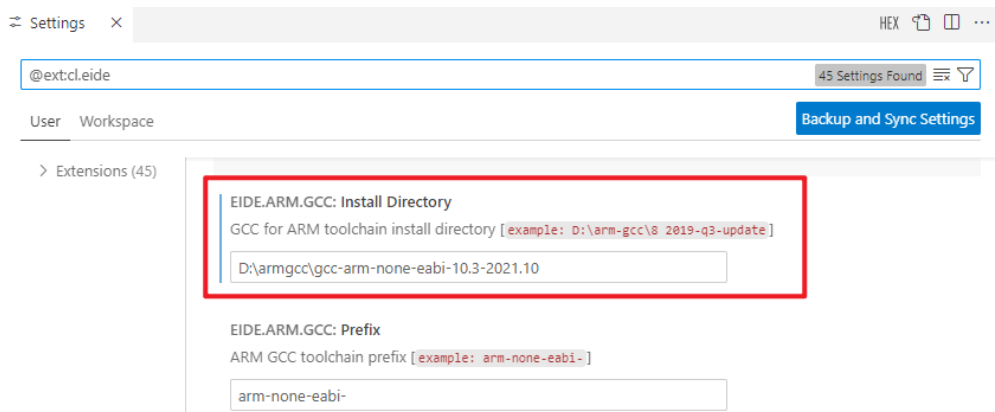 Settings
HEX
@ext:cl.eide
45 Settings Found
User Workspace
Backup and Sync Settings
Extensions (45)
EIDE.ARM.GCC: Install Directory
GCC for ARM toolchain install directory [example: D:\arm-gcc\8 2019-q3-update]
D:\armgcc\gcc-arm-none-eabi-10.3-2021.10
EIDE.ARM.GCC: Prefix
ARM GCC toolchain prefix [example: arm-none-eabi-]
arm-none-eabi-